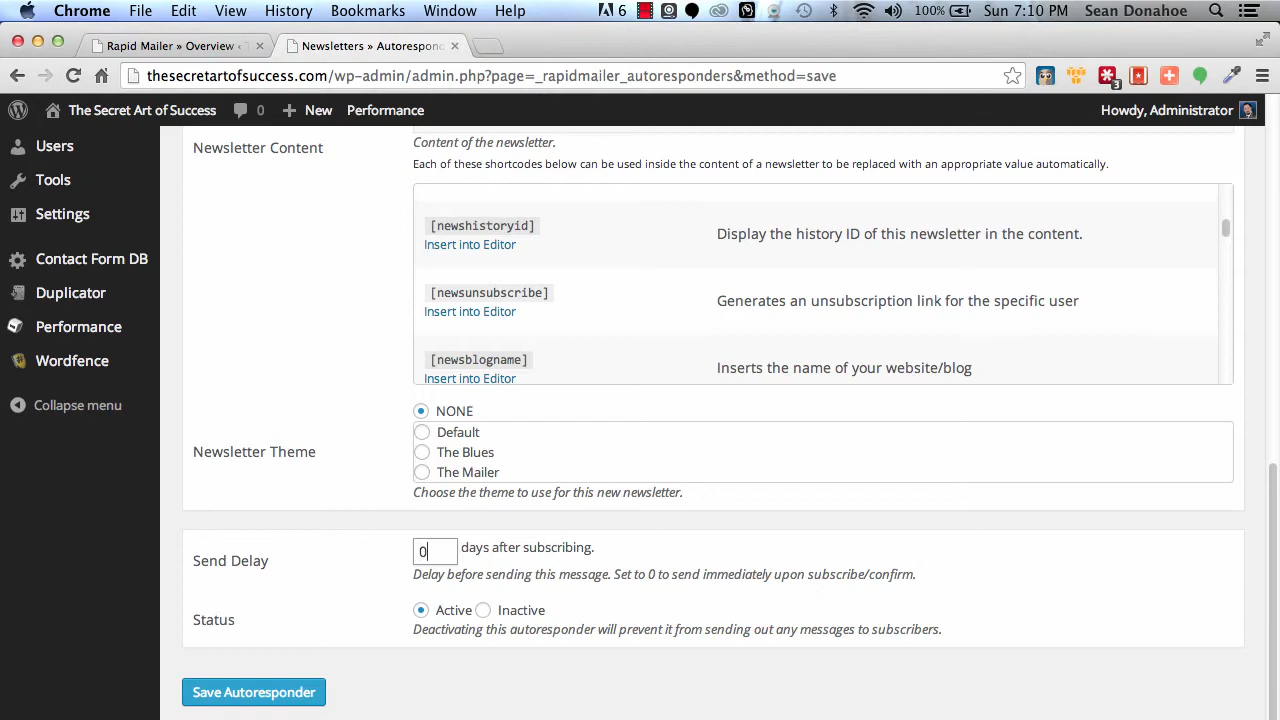 Chrome File Edit View History Bookmarks Window Help 6 100% Sun 7:10 PM Sean Donahoe
Rapid Mailer » Overview ‹ Newsletters » Autorespond
thesecretartofsuccess.com/wp-admin/admin.php?page=_rapidmailer_autoresponders&method=save 3
The Secret Art of Success 0 New Performance Howdy, Administrator
Users
Tools
Settings
Contact Form DB
Duplicator
Performance
Wordfence
Collapse menu
Newsletter Content
Content of the newsletter.
Each of these shortcodes below can be used inside the content of a newsletter to be replaced with an appropriate value automatically.
[newshistoryid]
Insert into Editor
Display the history ID of this newsletter in the content.
[newsunsubscribe]
Insert into Editor
Generates an unsubscription link for the specific user
[newsblogname]
Insert into Editor
Inserts the name of your website/blog
NONE
Default
The Blues
The Mailer
Newsletter Theme
Choose the theme to use for this new newsletter.
Send Delay
0 days after subscribing.
Delay before sending this message. Set to 0 to send immediately upon subscribe/confirm.
Status
Active Inactive
Deactivating this autoresponder will prevent it from sending out any messages to subscribers.
Save Autoresponder